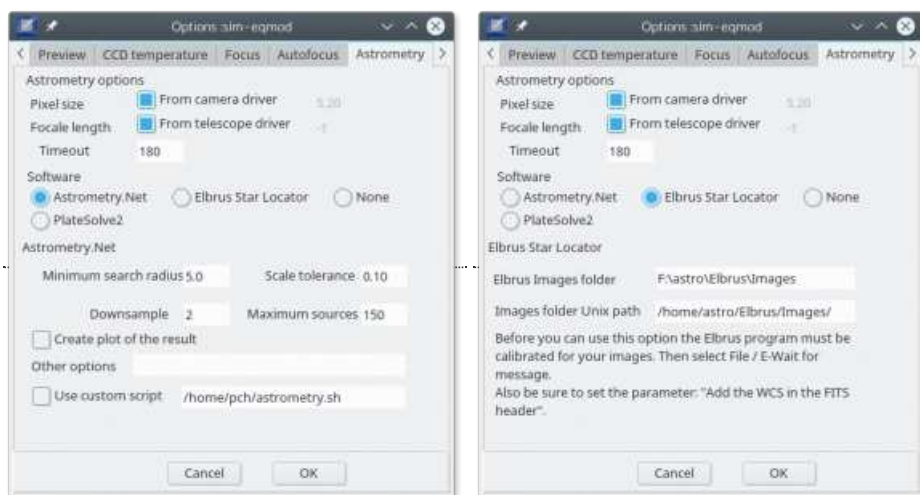 Options :sim-eqmod
Preview CCD temperature Focus Autofocus Astrometry
Astrometry options
Pixel size From camera driver 5.20
Focale length From telescope driver -1
Timeout 180
Software
Astrometry.Net Elbrus Star Locator None
PlateSolve2
Astrometry.Net
Minimum search radius 5.0 Scale tolerance 0.10
Downsample 2 Maximum sources 150
Create plot of the result
Other options
Use custom script /home/pch/astrometry.sh
Cancel OK
Options :sim-eqmod
Preview CCD temperature Focus Autofocus Astrometry
Astrometry options
Pixel size From camera driver 5.20
Focale length From telescope driver -1
Timeout 180
Software
Astrometry.Net Elbrus Star Locator None
PlateSolve2
Elbrus Star Locator
Elbrus Images folder F:\astro\Elbrus\Images
Images folder Unix path /home/astro/Elbrus/Images/
Before you can use this option the Elbrus program must be
calibrated for your images. Then select File / E-Wait for
message.
Also be sure to set the parameter: "Add the WCS in the FITS
header".
Cancel OK